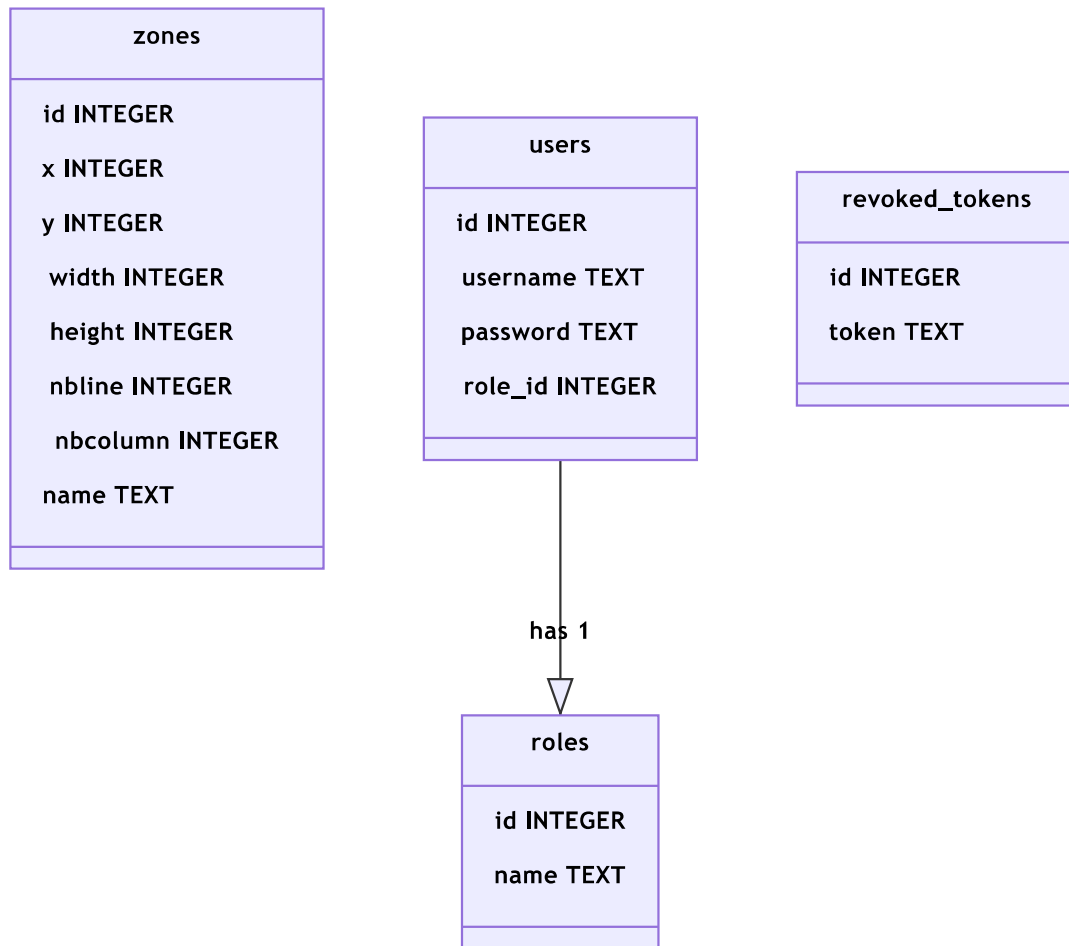 zones
id INTEGER
x INTEGER
y INTEGER
width INTEGER
height INTEGER
nbline INTEGER
nbcolumn INTEGER
name TEXT
users
id INTEGER
username TEXT
password TEXT
role_id INTEGER
revoked_tokens
id INTEGER
token TEXT
has 1
roles
id INTEGER
name TEXT